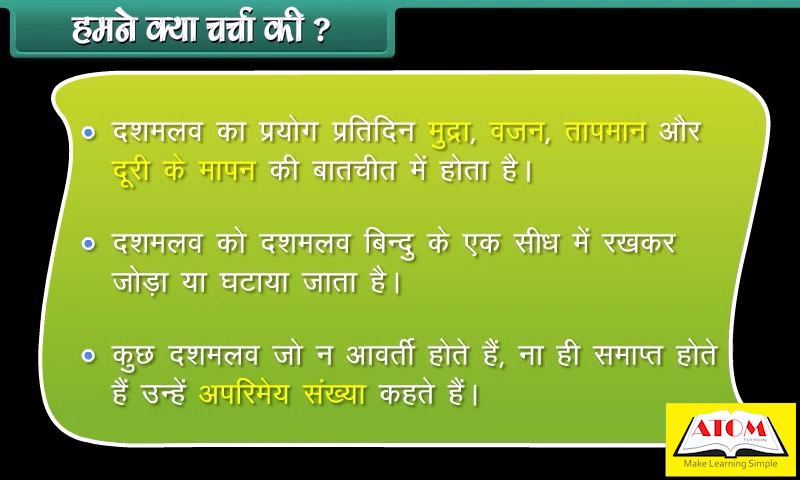 हमने क्या चर्चा की ?
दशमलव का प्रयोग प्रतिदिन मुद्रा, वजन, तापमान और
दूरी के मापन की बातचीत में होता है।
दशमलव को दशमलव बिन्दु के एक सीध में रखकर
जोड़ा या घटाया जाता है।
कुछ दशमलव जो न आवर्ती होते हैं, ना ही समाप्त होते
हैं उन्हें अपरिमेय संख्या कहते हैं।
ATOM
TUITION
Make Learning Simple